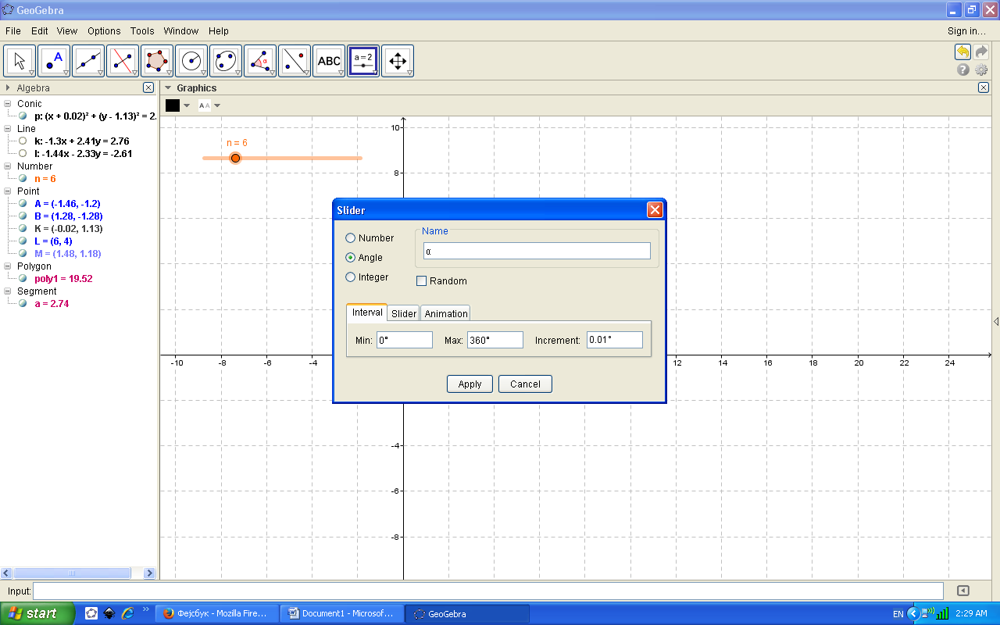 GeoGebra
File Edit View Options Tools Window Help Sign in...
ABC a = 2
Algebra
Graphics
A A
Conic
p: (x + 0.02)² + (y - 1.13)² = 2.
Line
k: -1.3x + 2.41y = 2.76
l: -1.44x - 2.33y = -2.61
Number
n = 6
Point
A = (-1.46, -1.2)
B = (1.28, -1.28)
K = (-0.02, 1.13)
L = (6, 4)
M = (1.48, 1.18)
Polygon
poly1 = 19.52
Segment
a = 2.74
n = 6
10
8
-10 -8 -6 -4 12 14 16 18 20 22 24
-4
-6
-8
Slider
Number
Angle
Integer
Name
α
Random
Interval Slider Animation
Min: 0° Max: 360° Increment: 0.01°
Apply Cancel
Input:
start Фејсбук - Mozilla Fire... Document1 - Microsof... GeoGebra EN 2:29 AM